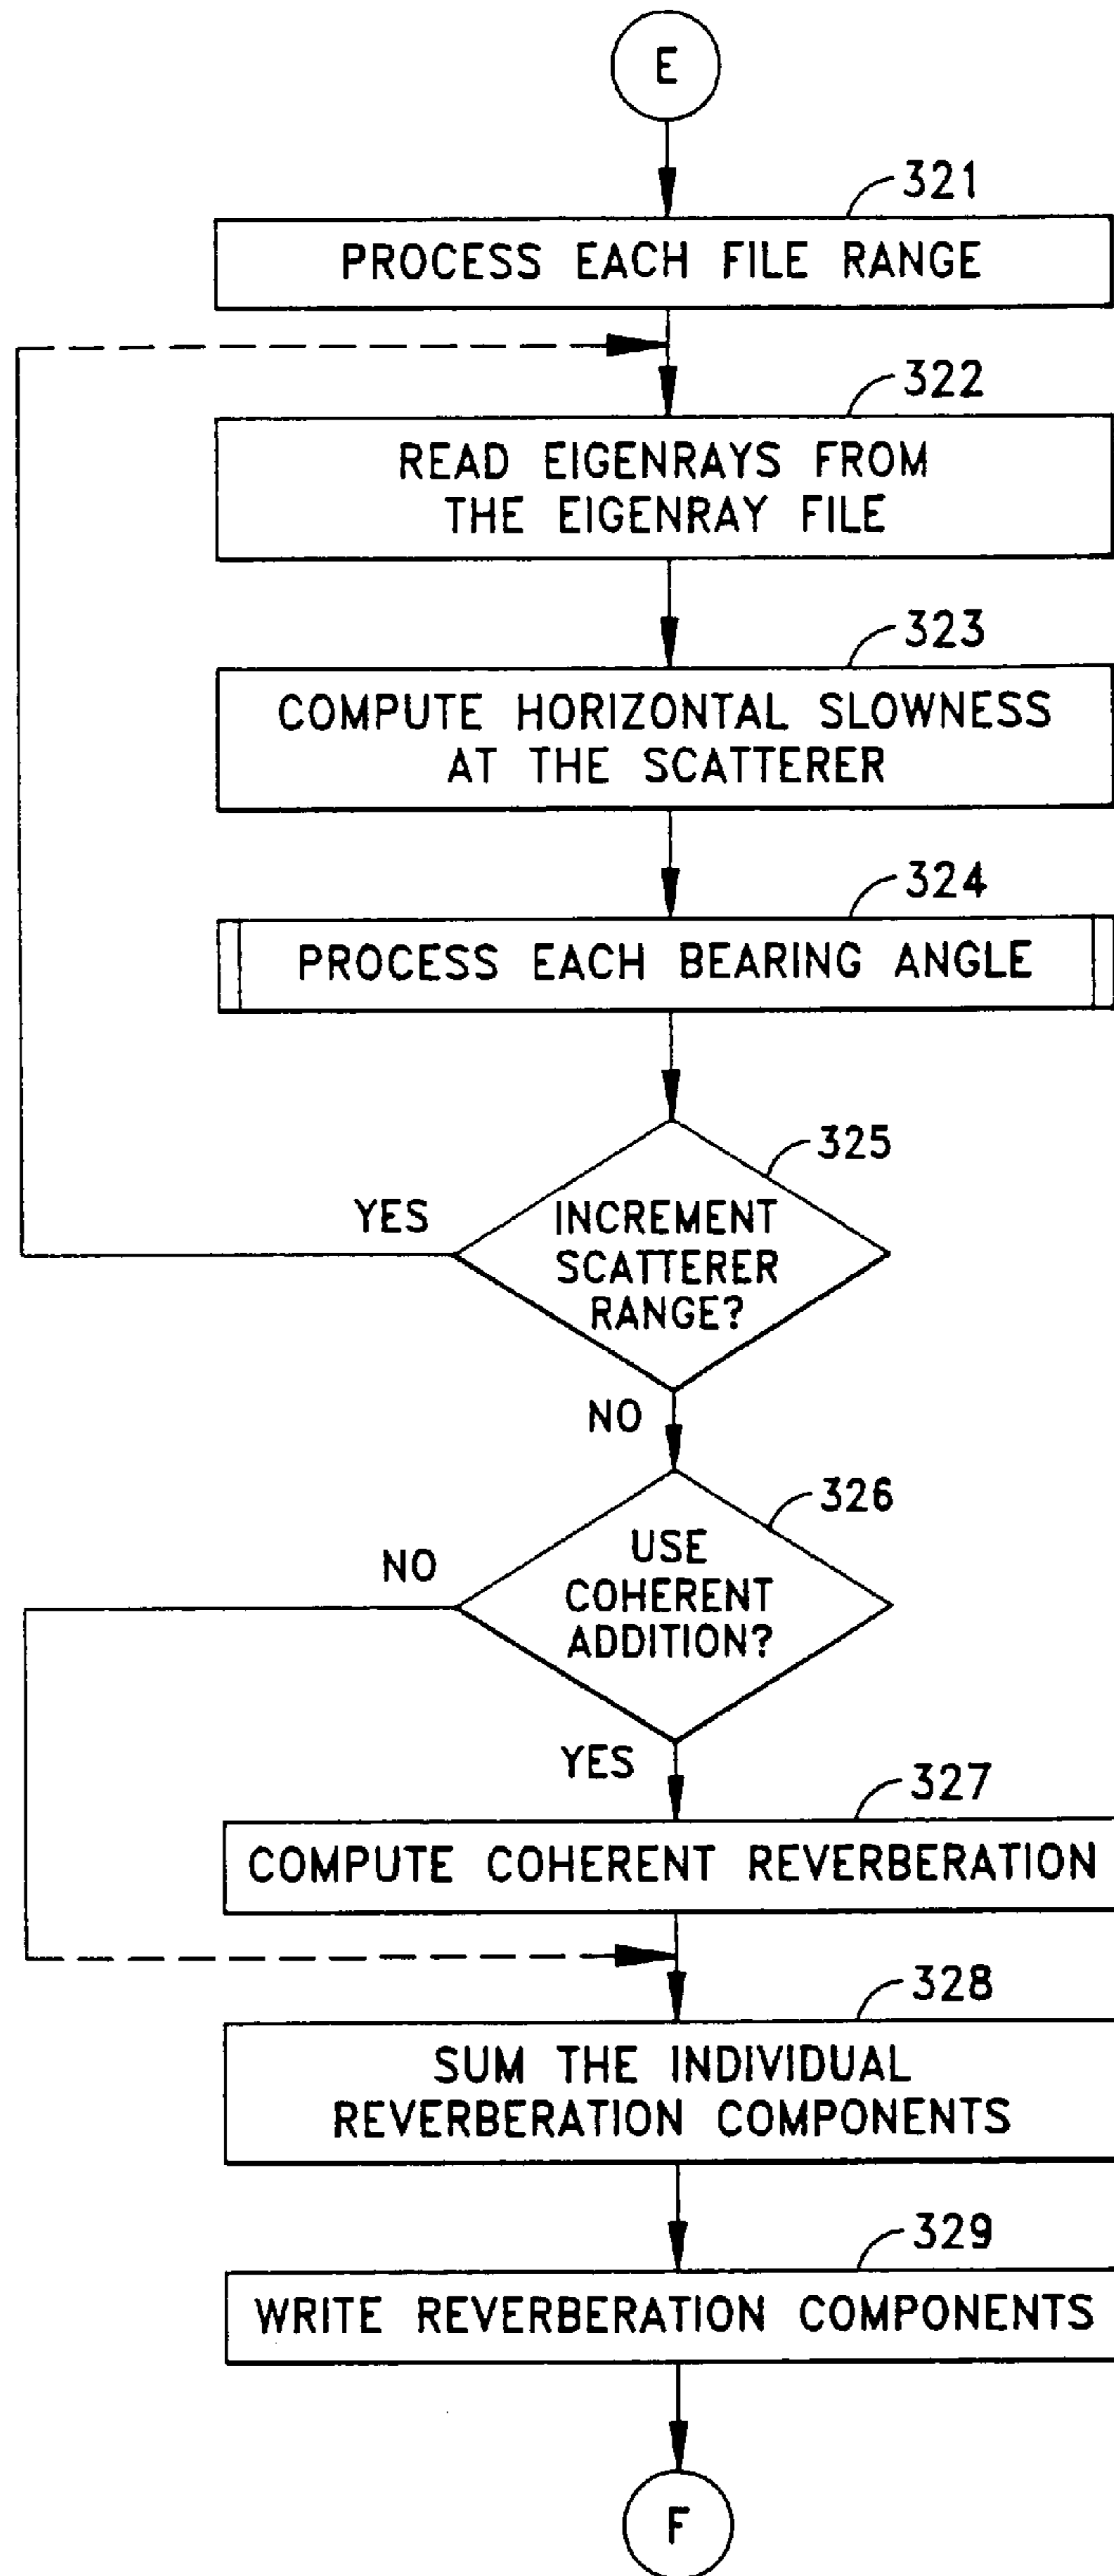 E
321
PROCESS EACH FILE RANGE
322
READ EIGENRAYS FROM
THE EIGENRAY FILE
323
COMPUTE HORIZONTAL SLOWNESS
AT THE SCATTERER
324
PROCESS EACH BEARING ANGLE
325
YES
INCREMENT
SCATTERER
RANGE?
NO
326
NO
USE
COHERENT
ADDITION?
YES
327
COMPUTE COHERENT REVERBERATION
328
SUM THE INDIVIDUAL
REVERBERATION COMPONENTS
329
WRITE REVERBERATION COMPONENTS
F